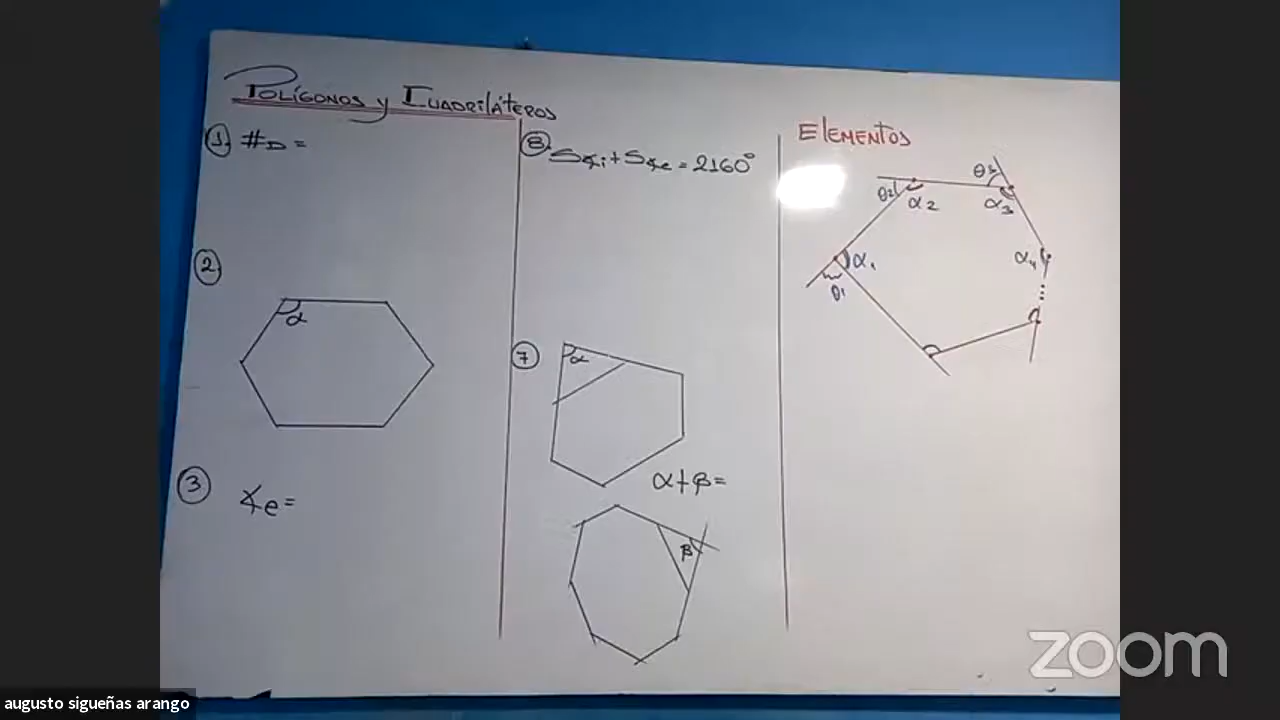 Polígonos y Cuadriláteros
1. #D =
2.
α
3 ∡e =
8. S∡i + S∡e = 2160°
7 α
α+β=
β
Elementos
θ3
θ2 α2 α3
α1 α4
θ1
...
zoom
augusto sigueñas arango